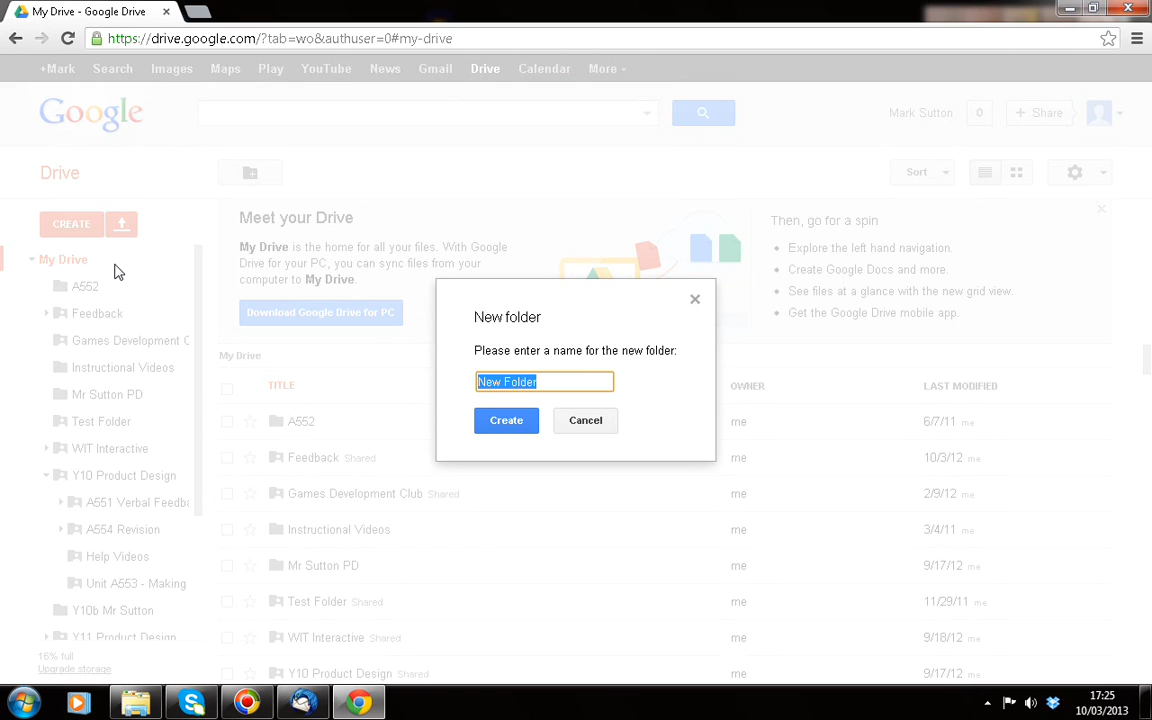 My Drive - Google Drive
https://drive.google.com/?tab=wo&authuser=0#my-drive
+Mark Search Images Maps Play YouTube News Gmail Drive Calendar More
Google
Mark Sutton 0 + Share
Drive
Sort
CREATE
Meet your Drive
My Drive is the home for all your files. With Google
Drive for your PC, you can sync files from your
computer to My Drive.
Download Google Drive for PC
Then, go for a spin
Explore the left hand navigation.
Create Google Docs and more.
See files at a glance with the new grid view.
Get the Google Drive mobile app.
My Drive
A552
Feedback
Games Development C
Instructional Videos
Mr Sutton PD
Test Folder
WIT Interactive
Y10 Product Design
A551 Verbal Feedba
A554 Revision
Help Videos
Unit A553 - Making
Y10b Mr Sutton
Y11 Product Design
16% full
Upgrade storage
New folder
Please enter a name for the new folder:
New Folder
Create Cancel
My Drive
TITLE OWNER LAST MODIFIED
A552 me 6/7/11 me
Feedback Shared me 10/3/12 me
Games Development Club Shared me 2/9/12 me
Instructional Videos me 3/4/11 me
Mr Sutton PD me 9/17/12 me
Test Folder Shared me 11/29/11 me
WIT Interactive Shared me 9/18/12 me
Y10 Product Design Shared me 9/17/12 me
17:25
10/03/2013